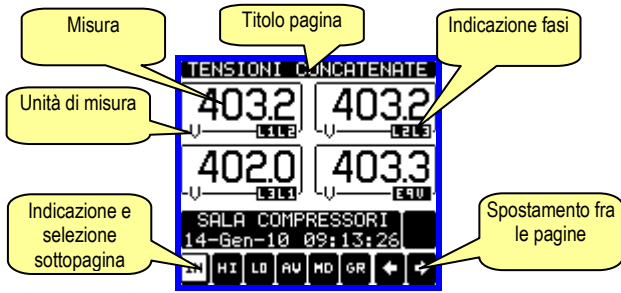 Misura
Titolo pagina
Indicazione fasi
TENSIONI CONCATENATE
403.2
403.2
Unità di misura
V
L1L2
V
L2L3
402.0
403.3
V
L3L1
V
EQV
Indicazione e
selezione
sottopagina
SALA COMPRESSORI
14-Gen-10 09:13:26
Spostamento fra
le pagine
IN HI LO AV MD GR